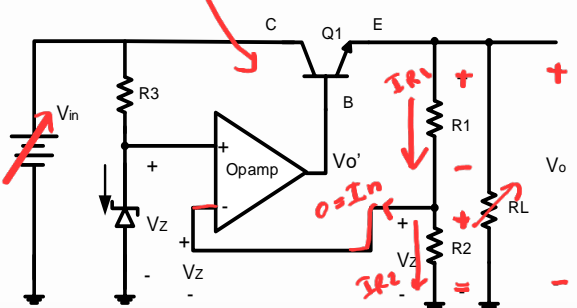 C
Q1
E
B
R3
Vin
+
Vz
-
+
Opamp
-
Vo'
+
Vz
-
IR1
+
R1
-
0=In
+
Vz
-
+
R2
=
IR2
RL
+
Vo
-